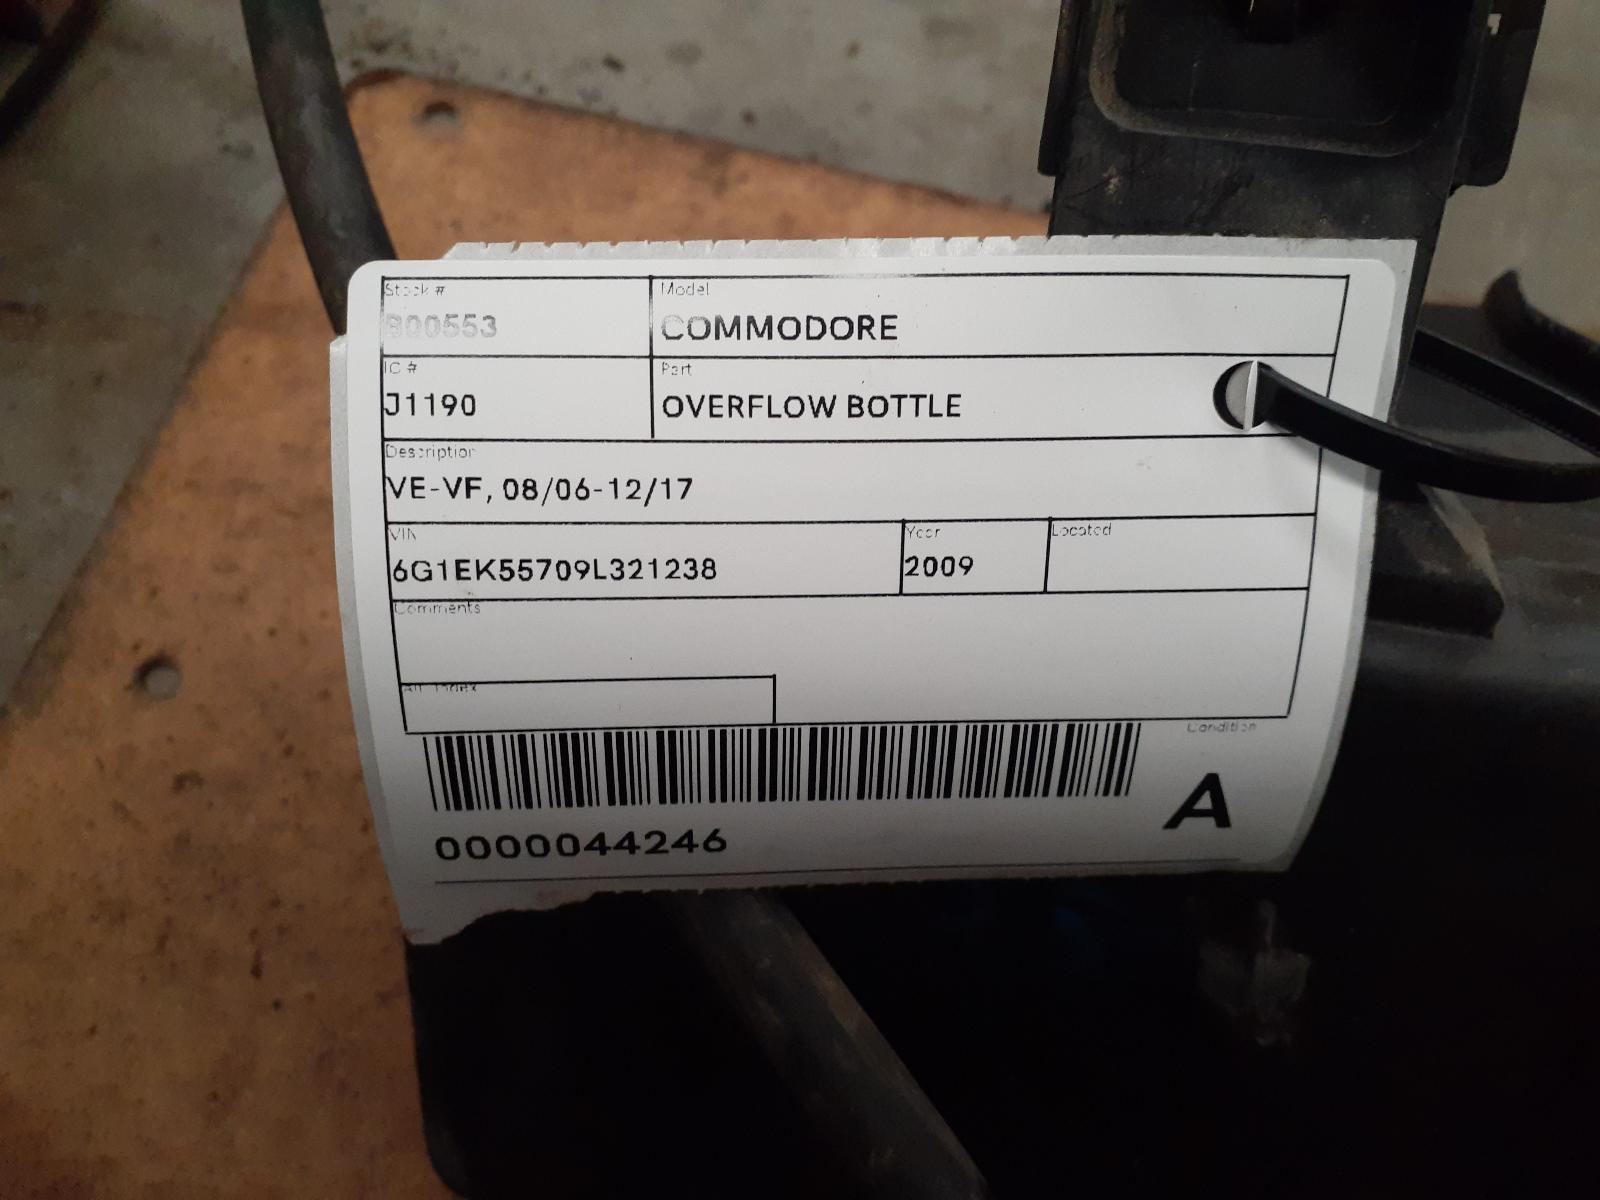 Stock # Model
B00553 COMMODORE
IC # Part
J1190 OVERFLOW BOTTLE
Description
VE-VF, 08/06-12/17
VIN Year Located
6G1EK55709L321238 2009
Comments
Index
Condition
A
0000044246